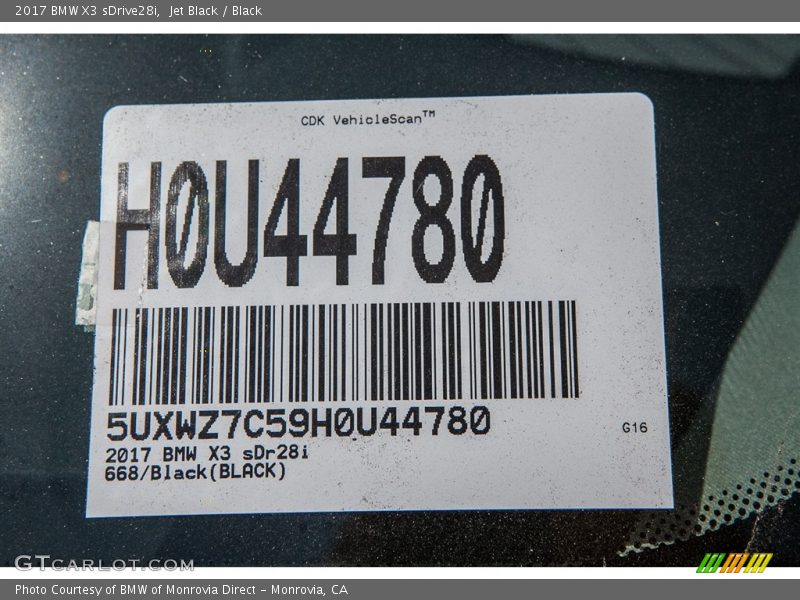 2017 BMW X3 sDrive28i, Jet Black / Black
CDK VehicleScan™
H0U44780
5UXWZ7C59H0U44780
G16
2017 BMW X3 sDr28i
668/Black(BLACK)
GTCARLOT.COM
Photo Courtesy of BMW of Monrovia Direct - Monrovia, CA